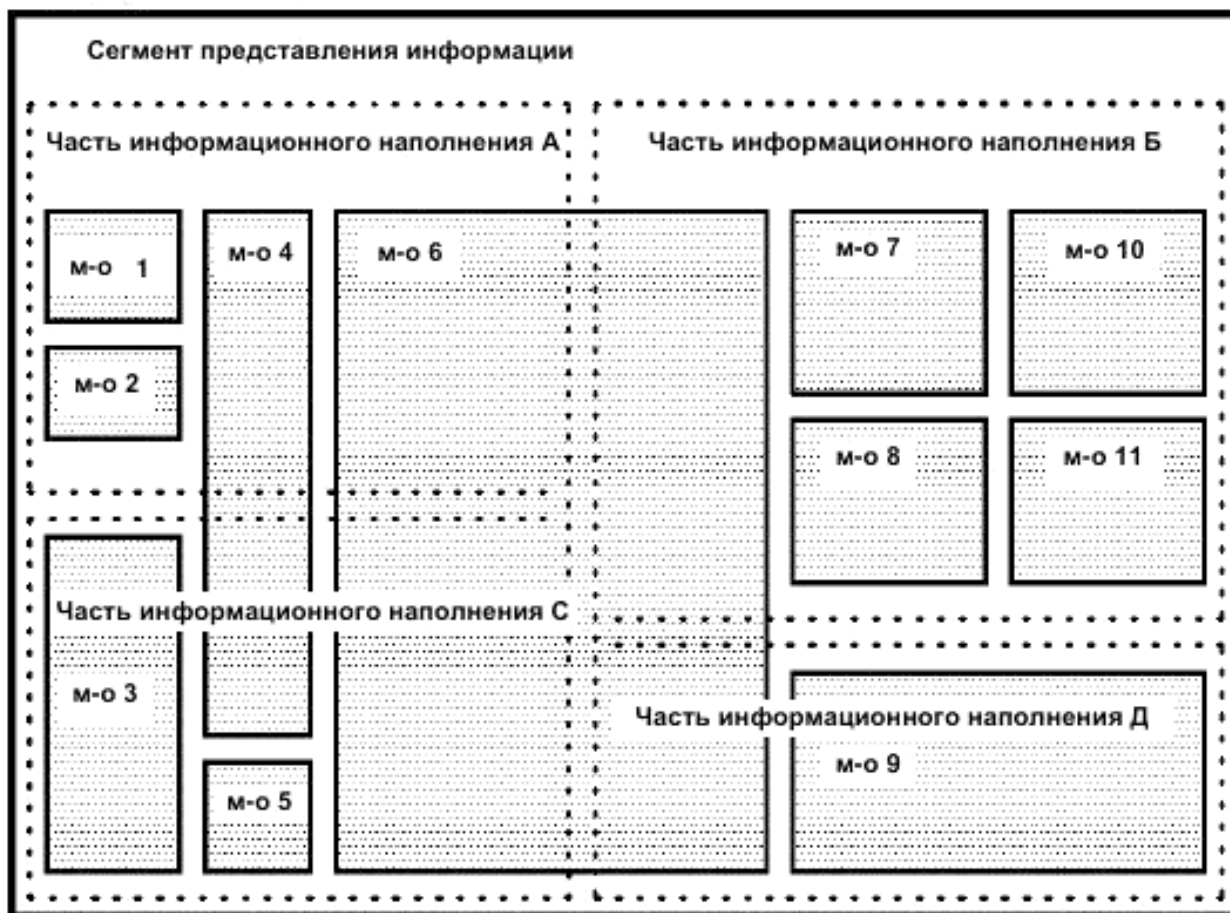 Сегмент представления информации
Часть информационного наполнения А
Часть информационного наполнения Б
м-о 1
м-о 4
м-о 6
м-о 7
м-о 10
м-о 2
м-о 8
м-о 11
Часть информационного наполнения С
м-о 3
Часть информационного наполнения Д
м-о 9
м-о 5